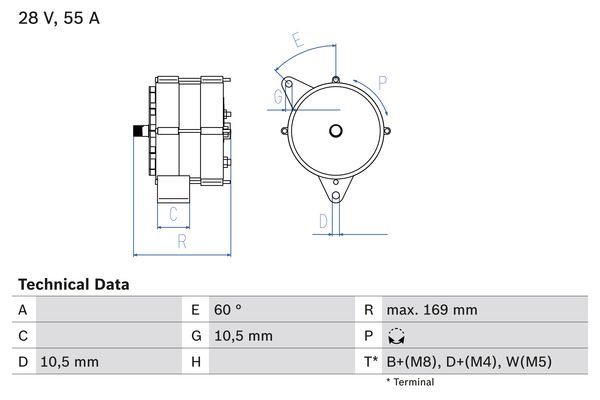 28 V, 55 A
E
P
G
C
D
R
Technical Data
A E 60 ° R max. 169 mm
C G 10,5 mm P
D 10,5 mm H T* B+(M8), D+(M4), W(M5)
* Terminal